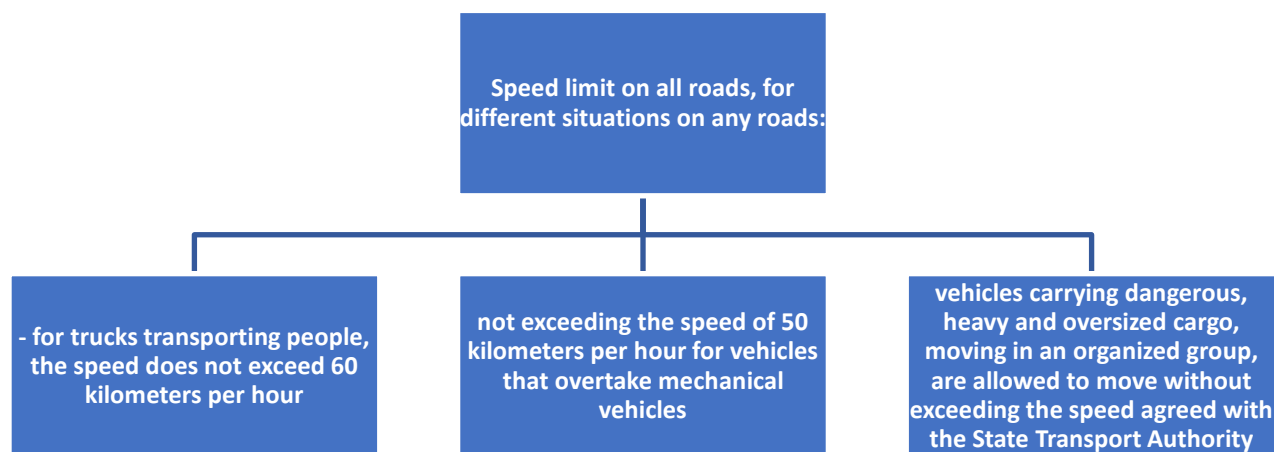 Speed limit on all roads, for
different situations on any roads:
- for trucks transporting people,
the speed does not exceed 60
kilometers per hour
not exceeding the speed of 50
kilometers per hour for vehicles
that overtake mechanical
vehicles
vehicles carrying dangerous,
heavy and oversized cargo,
moving in an organized group,
are allowed to move without
exceeding the speed agreed with
the State Transport Authority